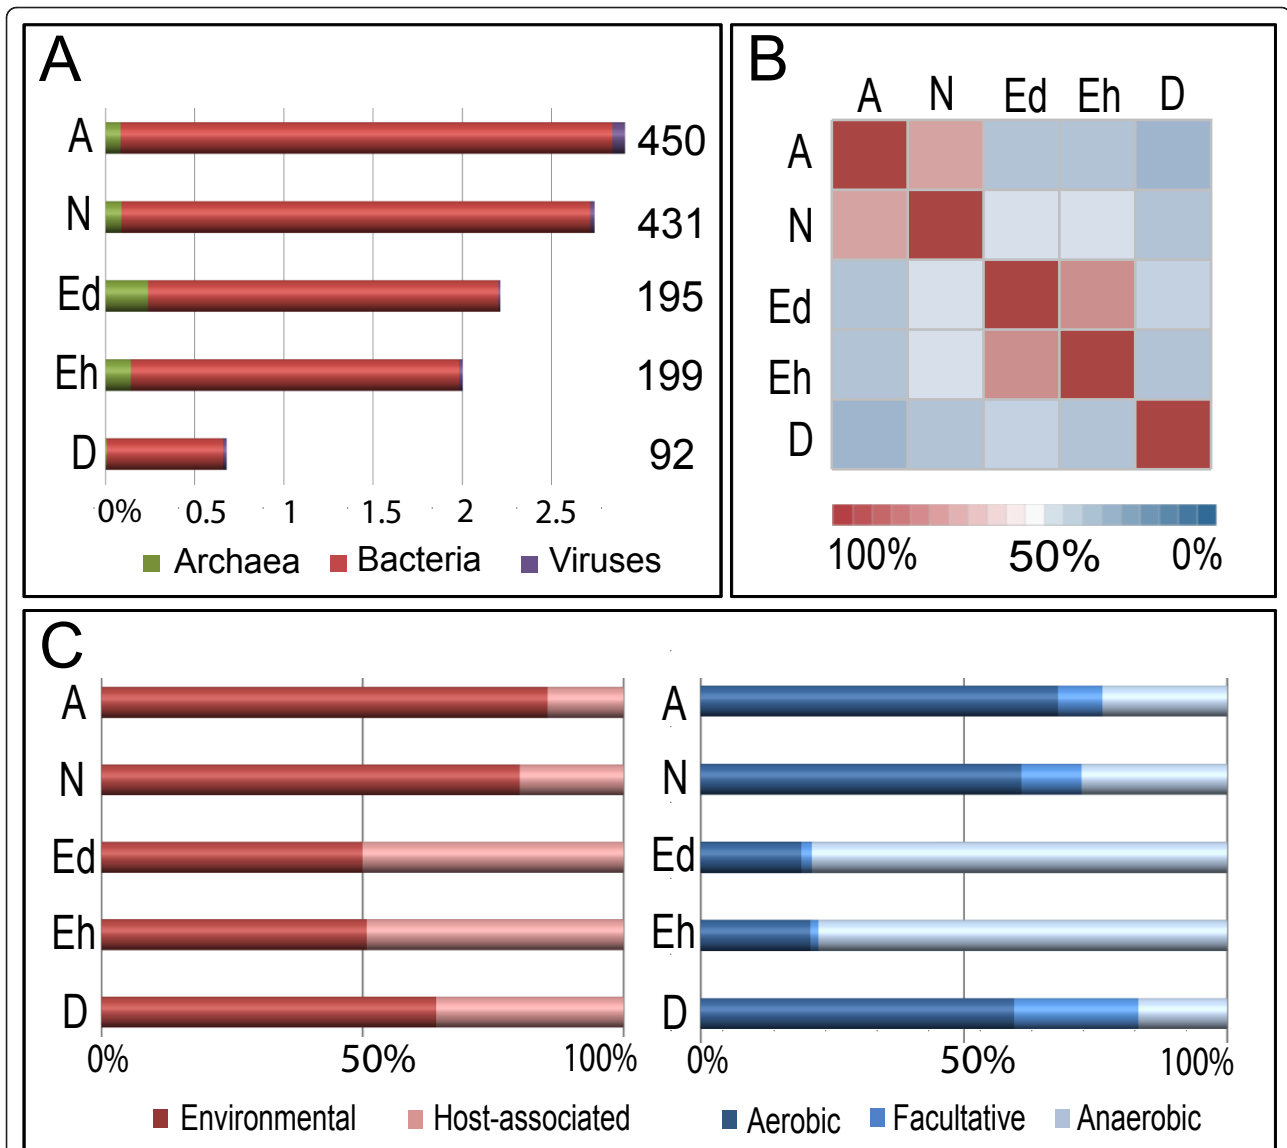 A
A 450
N 431
Ed 195
Eh 199
D 92
0% 0.5 1 1.5 2 2.5
Archaea Bacteria Viruses
B
A N Ed Eh D
A
N
Ed
Eh
D
100% 50% 0%
C
A
N
Ed
Eh
D
0% 50% 100%
Environmental Host-associated
A
N
Ed
Eh
D
0% 50% 100%
Aerobic Facultative Anaerobic